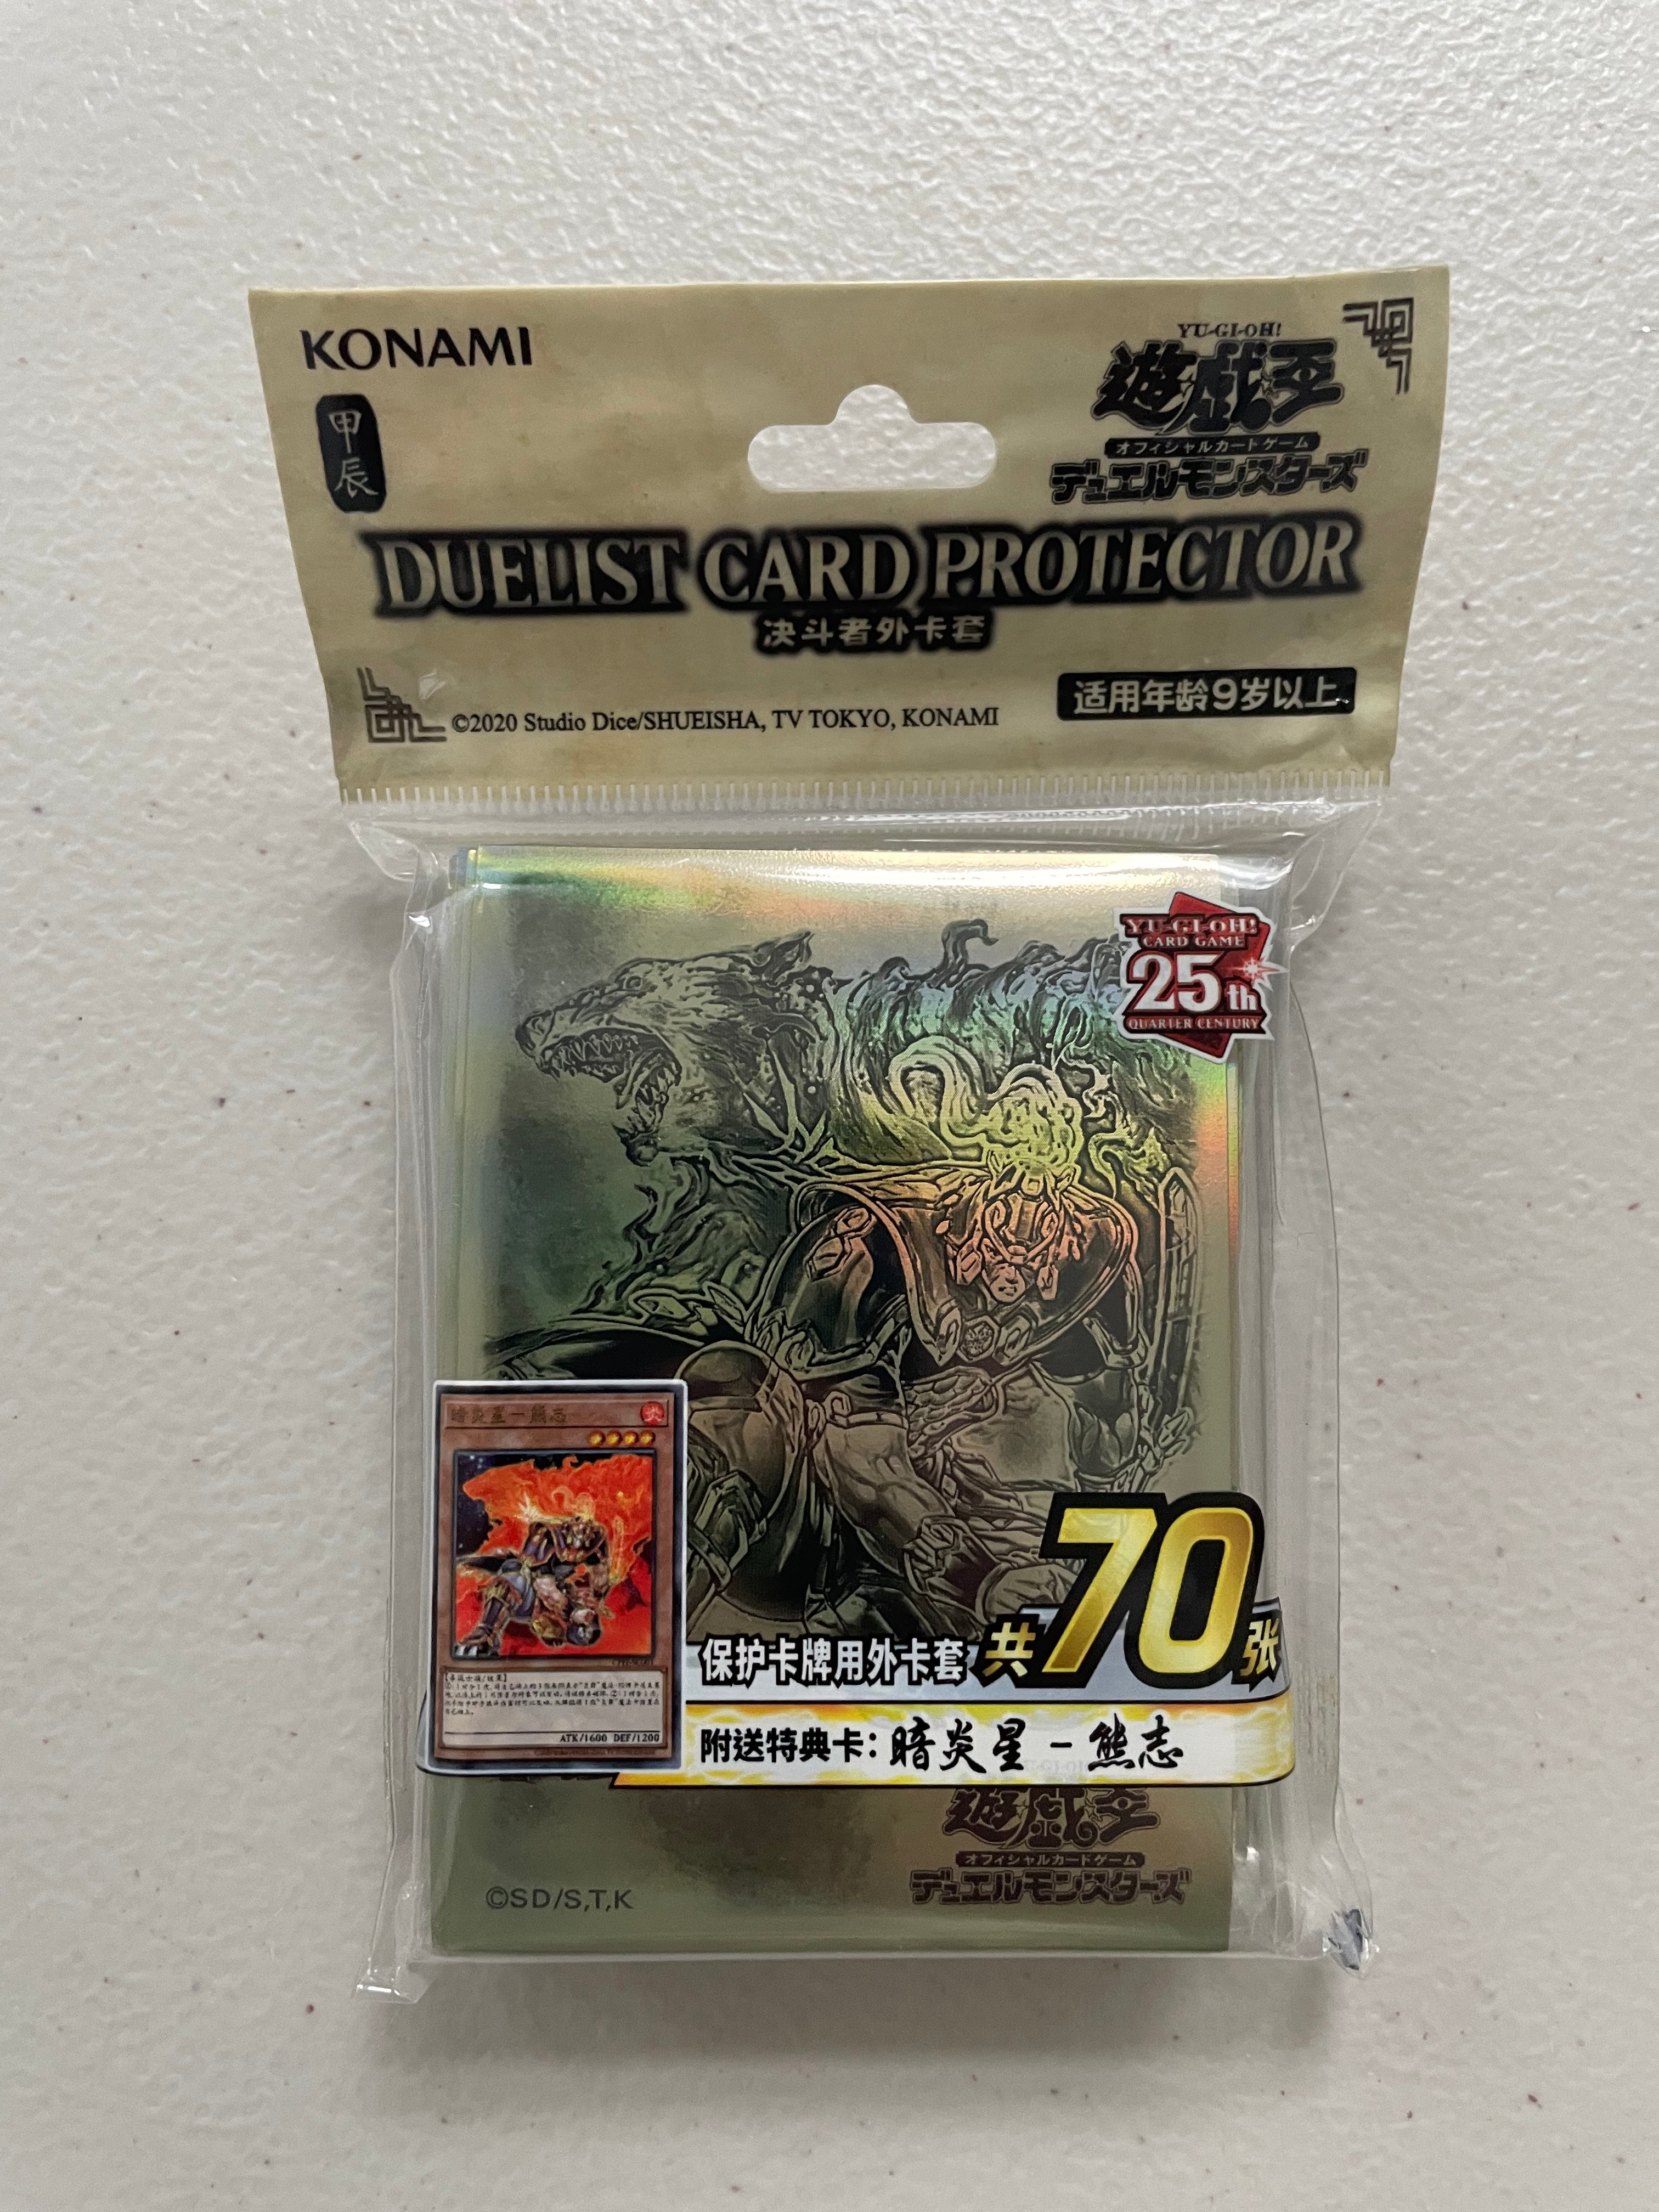 KONAMI
YU-GI-OH!
遊戯王
オフィシャルカードゲーム
デュエルモンスターズ
甲辰
DUELIST CARD PROTECTOR
决斗者外卡套
适用年龄9岁以上
©2020 Studio Dice/SHUEISHA, TV TOKYO, KONAMI
YU-GI-OH!
CARD GAME
25th
QUARTER CENTURY
暗炎星－熊志
炎
ATK/1600 DEF/1200
保护卡牌用外卡套 共70张
附送特典卡：暗炎星－熊志
遊戯王
オフィシャルカードゲーム
デュエルモンスターズ
©SD/S,T,K